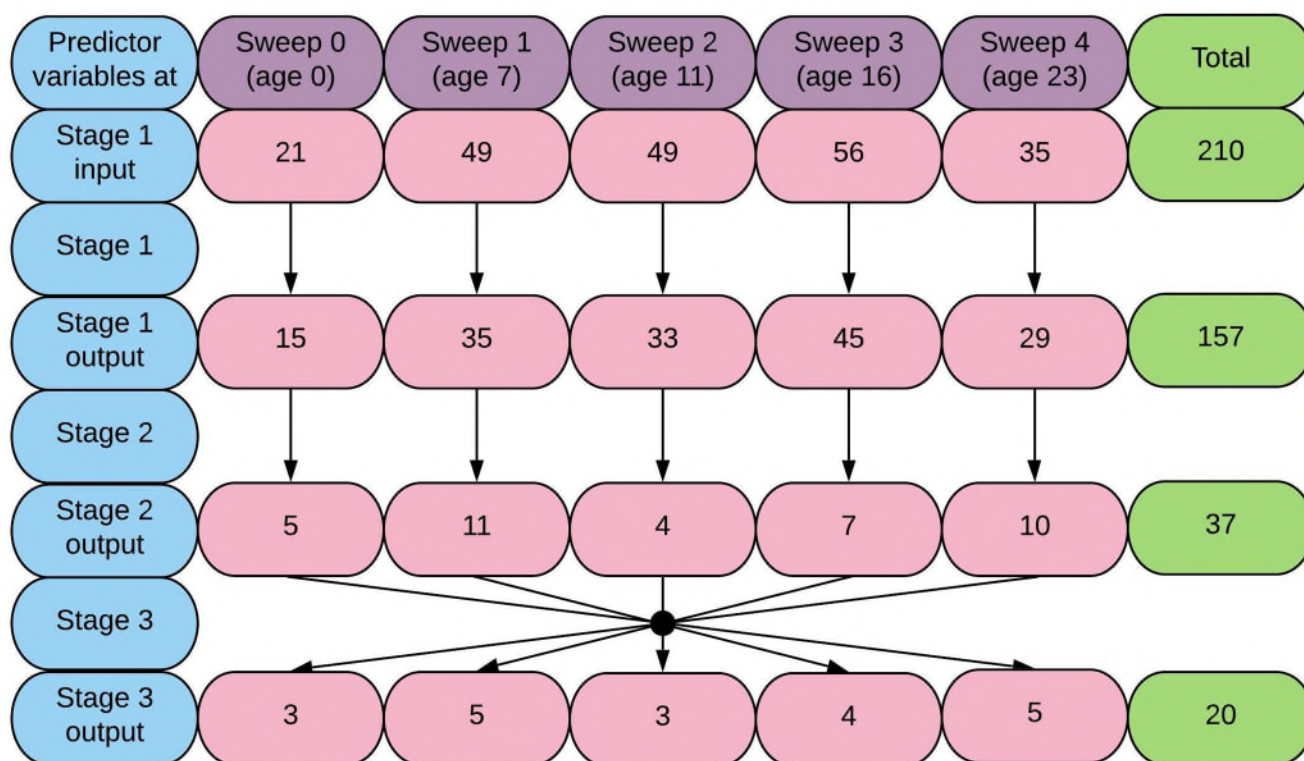 Predictor
variables at
Sweep 0
(age 0)
Sweep 1
(age 7)
Sweep 2
(age 11)
Sweep 3
(age 16)
Sweep 4
(age 23)
Total
Stage 1
input
21
49
49
56
35
210
Stage 1
Stage 1
output
15
35
33
45
29
157
Stage 2
Stage 2
output
5
11
4
7
10
37
Stage 3
Stage 3
output
3
5
3
4
5
20